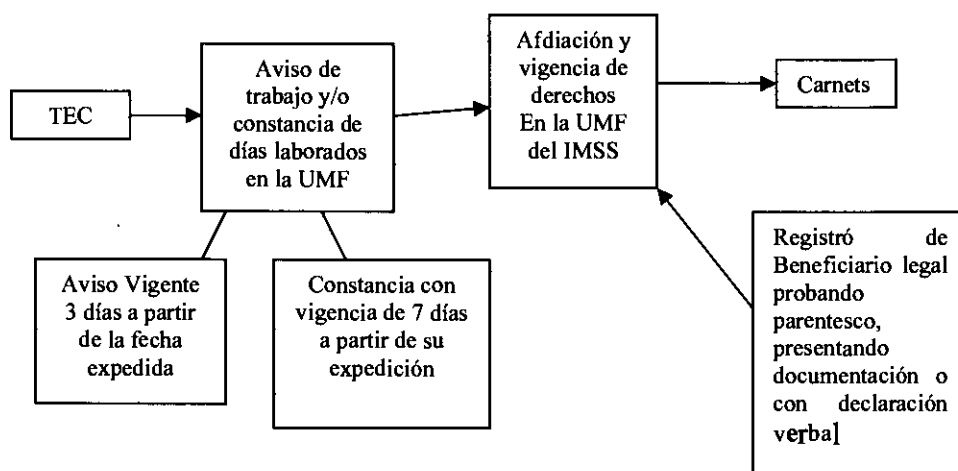 TEC
Aviso de
trabajo y/o
constancia de
días laborados
en la UMF
Afdiación y
vigencia de
derechos
En la UMF
del IMSS
Carnets
Aviso Vigente
3 días a partir
de la fecha
expedida
Constancia con
vigencia de 7 días
a partir de su
expedición
Registró de
Beneficiario legal
probando
parentesco,
presentando
documentación o
con declaración
verbal